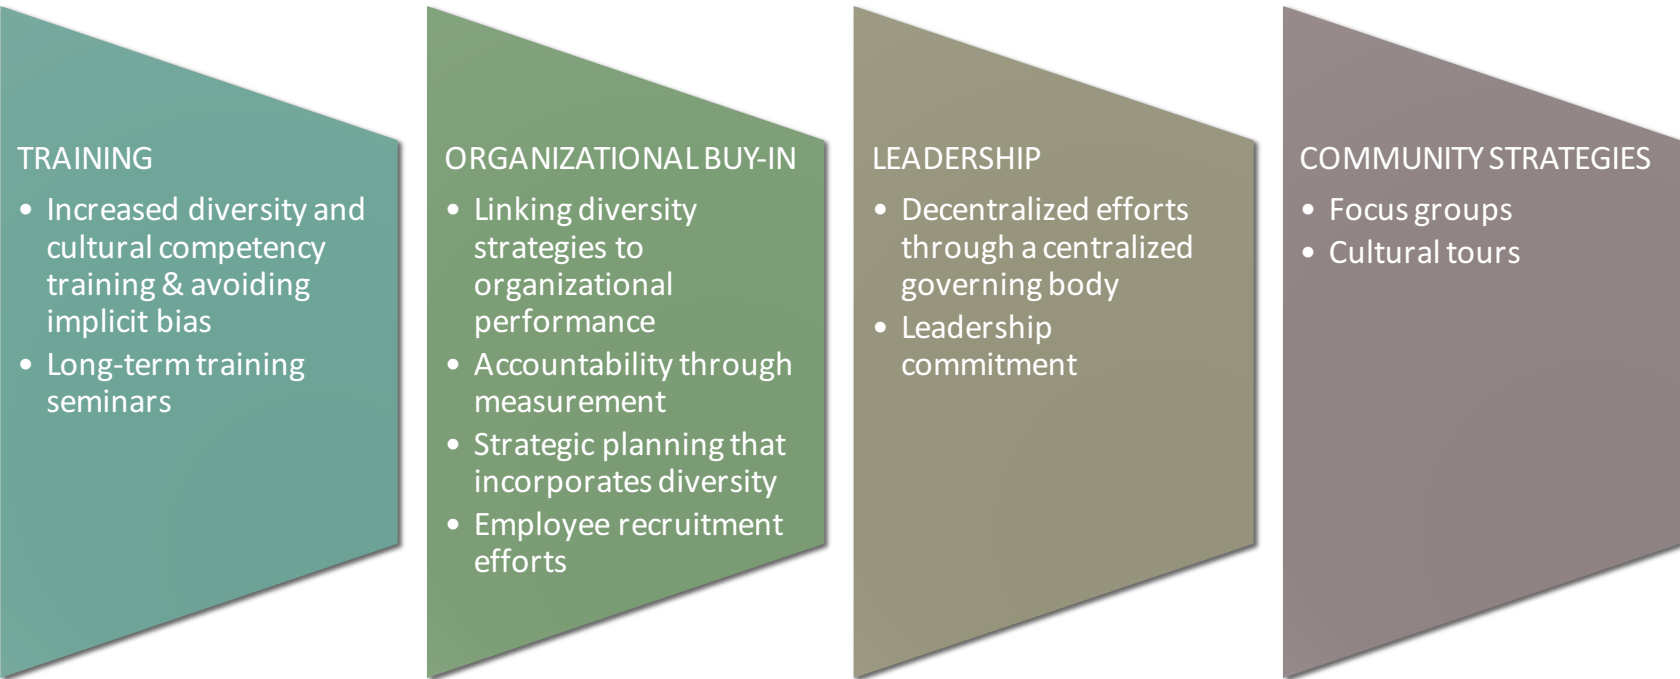 TRAINING
• Increased diversity and
cultural competency
training & avoiding
implicit bias
• Long-term training
seminars
ORGANIZATIONAL BUY-IN
• Linking diversity
strategies to
organizational
performance
• Accountability through
measurement
• Strategic planning that
incorporates diversity
• Employee recruitment
efforts
LEADERSHIP
• Decentralized efforts
through a centralized
governing body
• Leadership
commitment
COMMUNITY STRATEGIES
• Focus groups
• Cultural tours